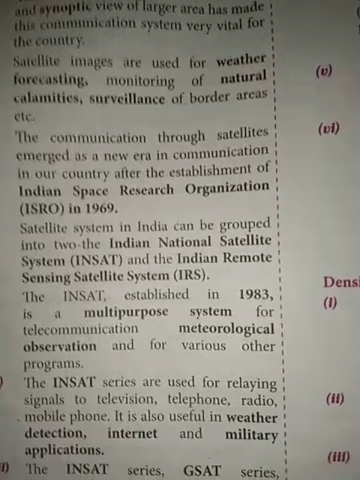 and synoptic view of larger area has made
this communication system very vital for
the country.
Satellite images are used for weather
forecasting, monitoring of natural
calamities, surveillance of border areas
etc.
The communication through satellites
emerged as a new era in communication
in our country after the establishment of
Indian Space Research Organization
(ISRO) in 1969.
Satellite system in India can be grouped
into two-the Indian National Satellite
System (INSAT) and the Indian Remote
Sensing Satellite System (IRS).
The INSAT, established in 1983,
is a multipurpose system for
telecommunication meteorological
observation and for various other
programs.
The INSAT series are used for relaying
signals to television, telephone, radio,
mobile phone. It is also useful in weather
detection, internet and military
applications.
The INSAT series, GSAT series,
(v)
(vi)
Densi
(i)
(ii)
(iii)